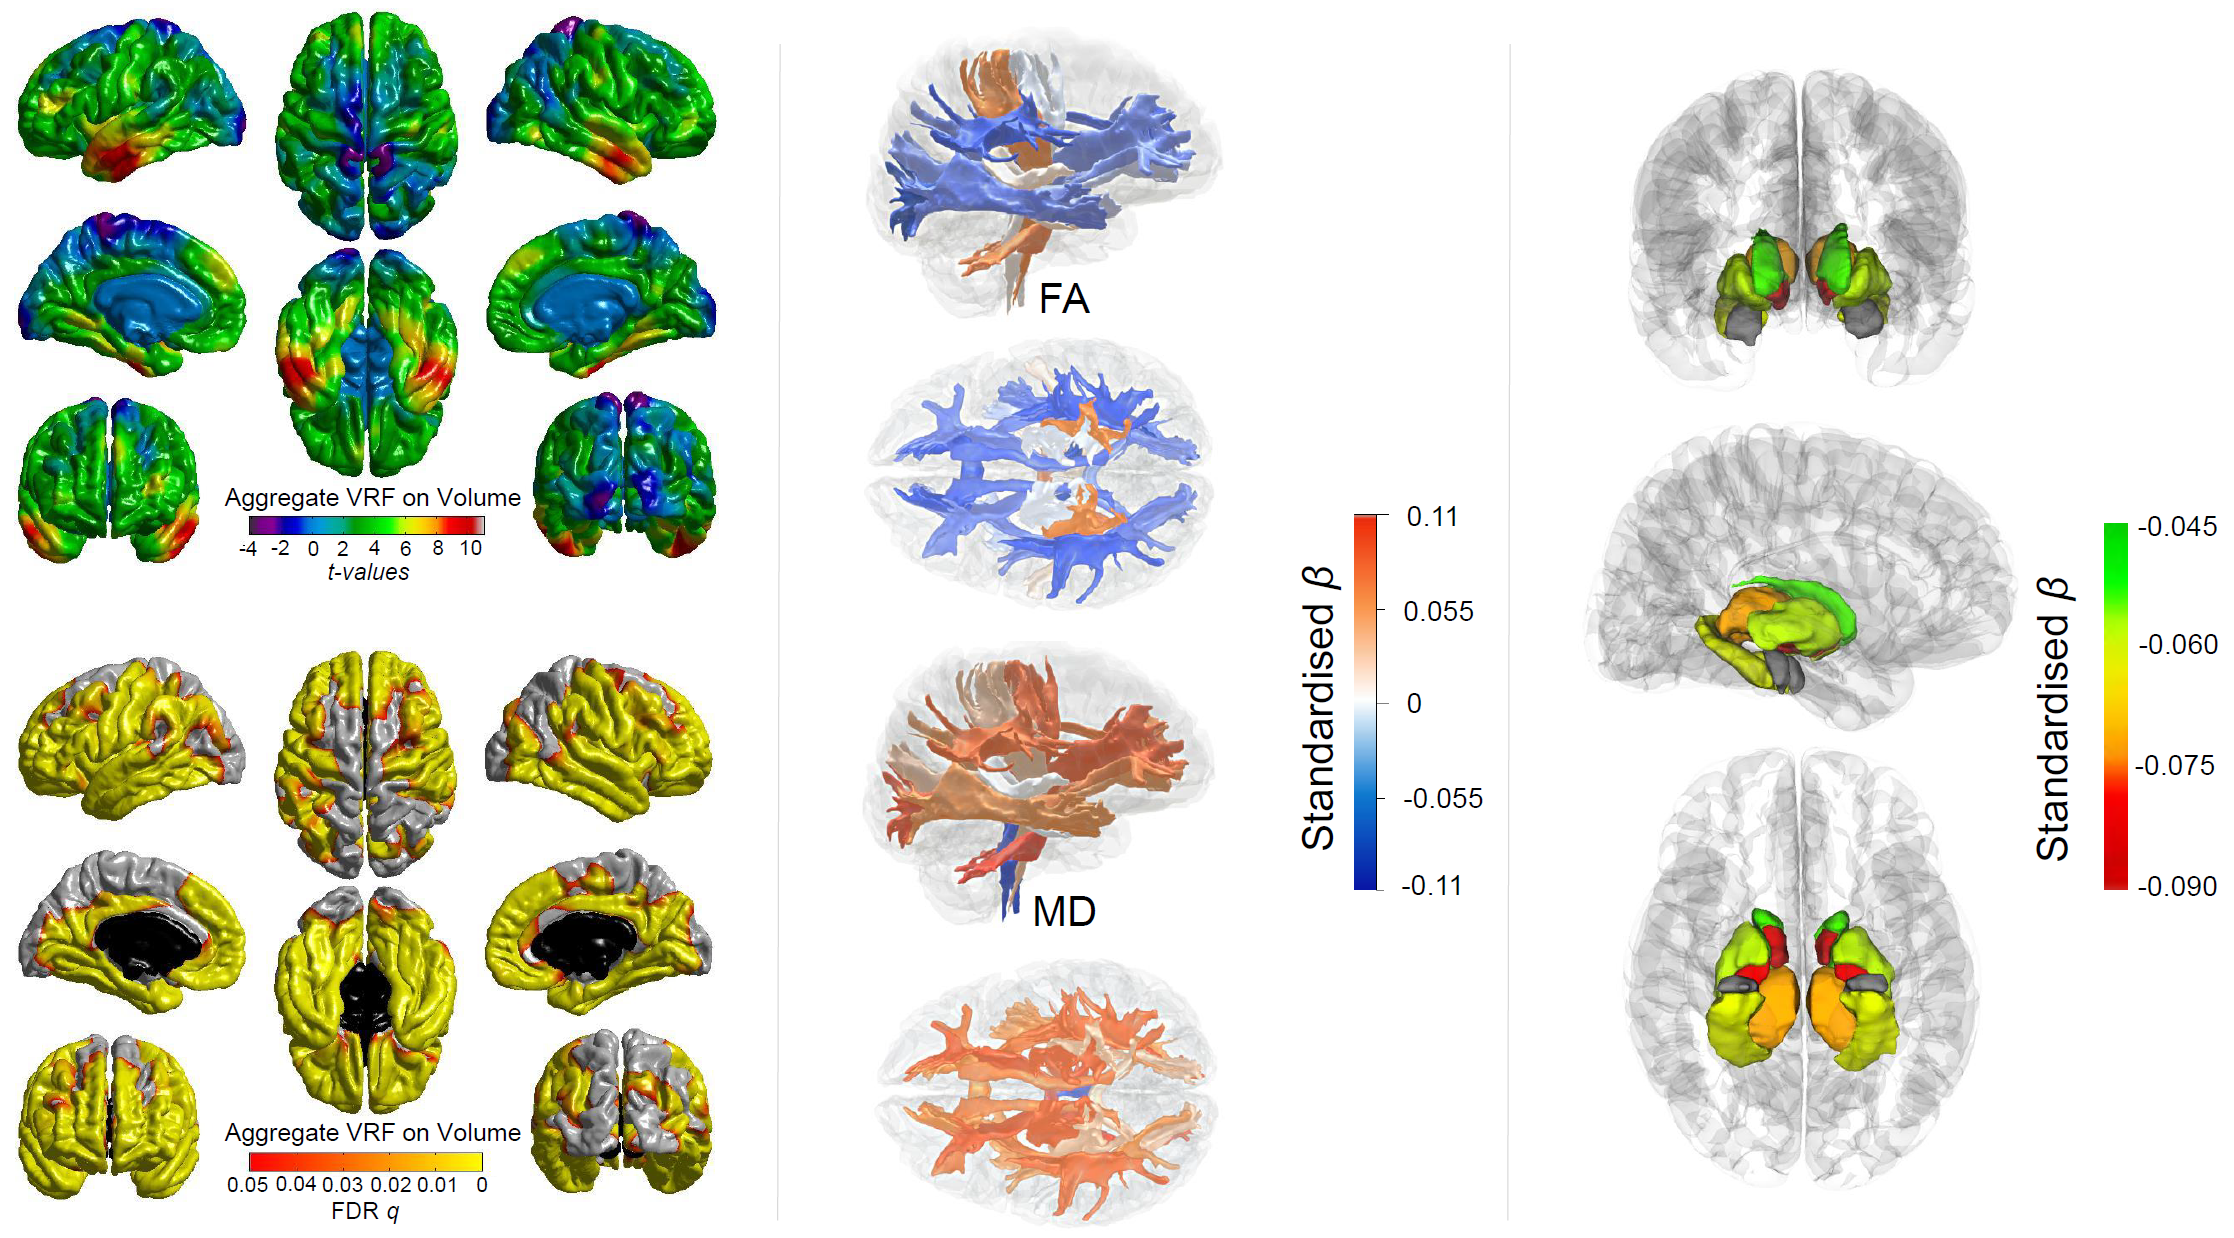 Aggregate VRF on Volume
-4 -2 0 2 4 6 8 10
t-values
Aggregate VRF on Volume
0.05 0.04 0.03 0.02 0.01 0
FDR q
FA
MD
Standardised β
0.11
0.055
0
-0.055
-0.11
Standardised β
-0.045
-0.060
-0.075
-0.090